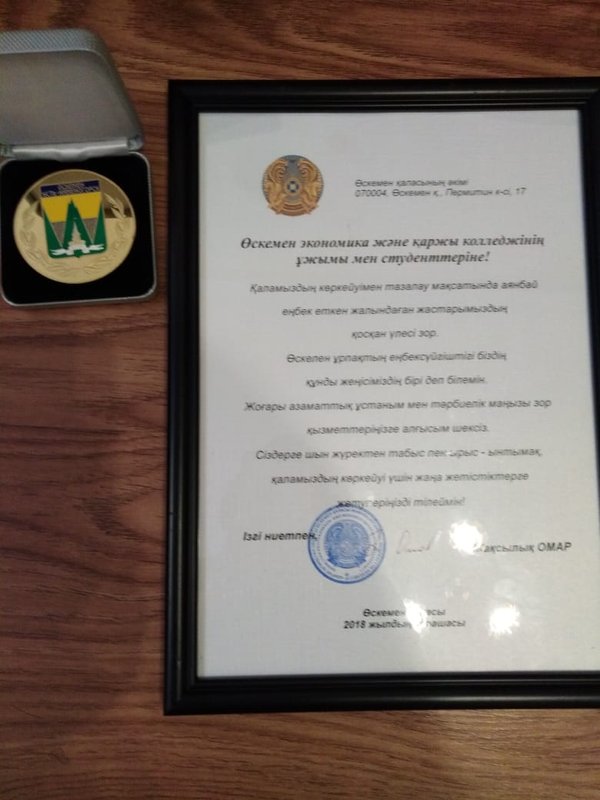 Өскемен қаласының әкімі
070004, Өскемен қ., Пермитин к-сі, 17
Өскемен экономика және қаржы колледжінің
ұжымы мен студенттеріне!
Қаламыздың көркейуімен тазалау мақсатында аянбай
еңбек еткен жалындаған жастарымыздың
қосқан үлесі зор.
Өскелең ұрпақтың еңбексүйгіштігі біздің
құнды жеңісіміздің бірі деп білемін.
Жоғары азаматтық ұстаным мен тәрбиелік маңызы зор
қызметтеріңізге алғысым шексіз.
Сіздерге шын жүректен табыс пен ырыс - ынтымақ,
қаламыздың көркейуі үшін жаңа жетістіктерге
тілеймін!
Ізгі ниетпен,
ОМАР
Өскемен
2018 жылдың